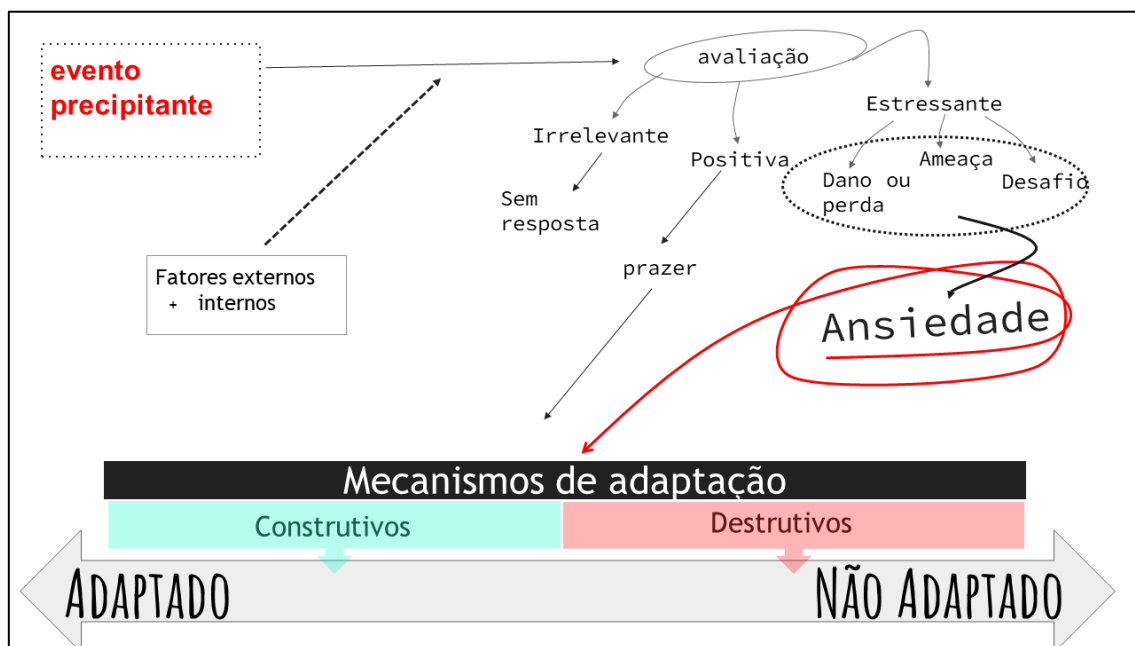 evento
precipitante
avaliação
Estressante
Irrelevante
Positiva
Ameaça
Dano ou
perda
Desafio
Sem
resposta
prazer
Fatores externos
+ internos
Ansiedade
Mecanismos de adaptação
Construtivos
Destrutivos
ADAPTADO
NÃO ADAPTADO